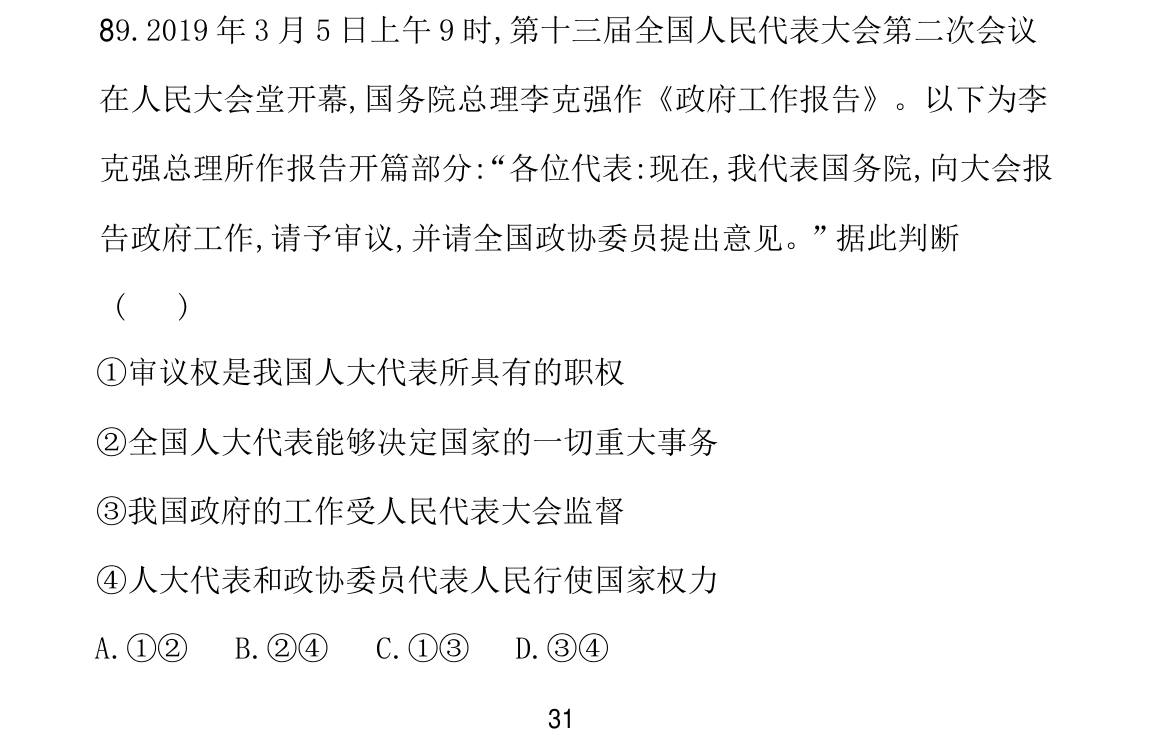 89.2019年3月5日上午9时,第十三届全国人民代表大会第二次会议
在人民大会堂开幕,国务院总理李克强作《政府工作报告》。以下为李
克强总理所作报告开篇部分:“各位代表:现在,我代表国务院,向大会报
告政府工作,请予审议,并请全国政协委员提出意见。”据此判断
(   )
①审议权是我国人大代表所具有的职权
②全国人大代表能够决定国家的一切重大事务
③我国政府的工作受人民代表大会监督
④人大代表和政协委员代表人民行使国家权力
A.①②   B.②④   C.①③   D.③④
31